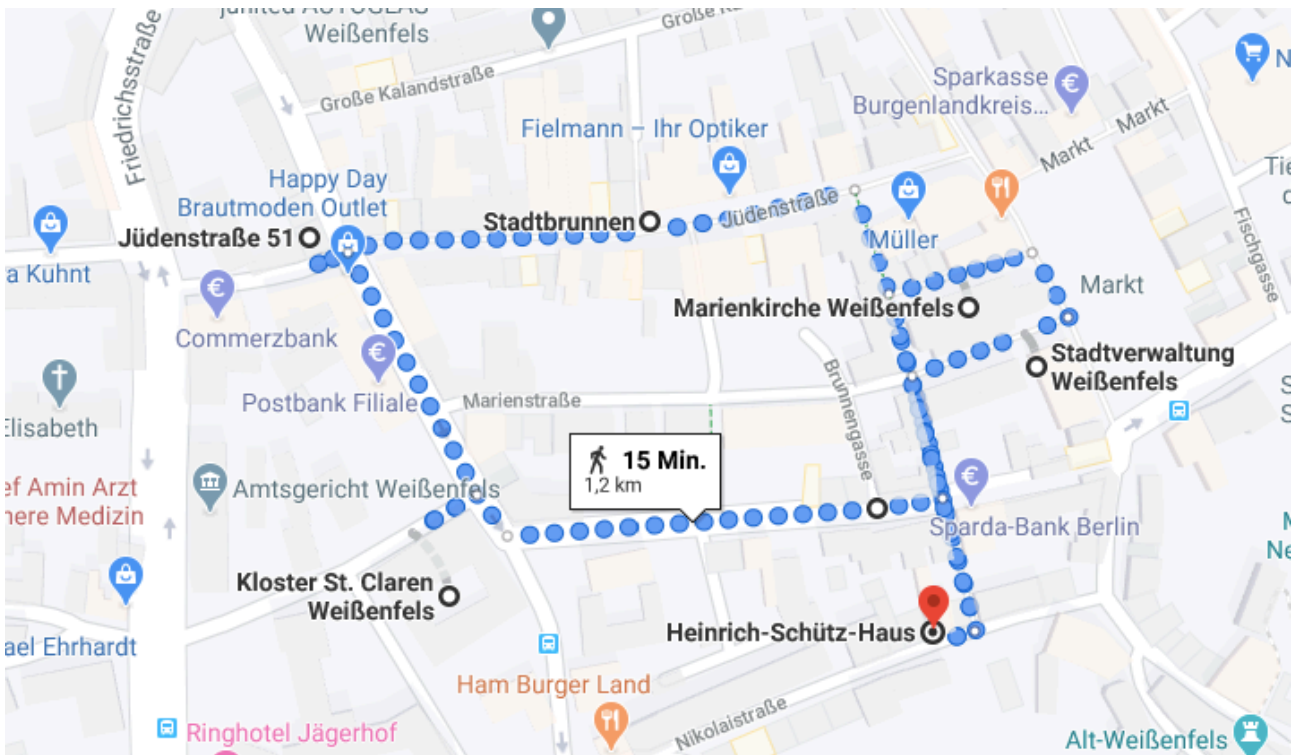 junited AUTOGLAS
Weißenfels
Große
Große Kalandstraße
Friedrichsstraße
Sparkasse
Burgenlandkreis...
Markt
Markt
Fielmann – Ihr Optiker
Happy Day
Brautmoden Outlet
Stadtbrunnen
Jüdenstraße
Jüdenstraße 51
Müller
Fischgasse
a Kuhnt
Markt
Marienkirche Weißenfels
Commerzbank
Stadtverwaltung
Weißenfels
Brunnengasse
Postbank Filiale
Marienstraße
Elisabeth
15 Min.
1,2 km
Amtsgericht Weißenfels
ef Amin Arzt
nere Medizin
Sparda-Bank Berlin
Kloster St. Claren
Weißenfels
Heinrich-Schütz-Haus
ael Ehrhardt
Ham Burger Land
Nikolaistraße
Ringhotel Jägerhof
Alt-Weißenfels